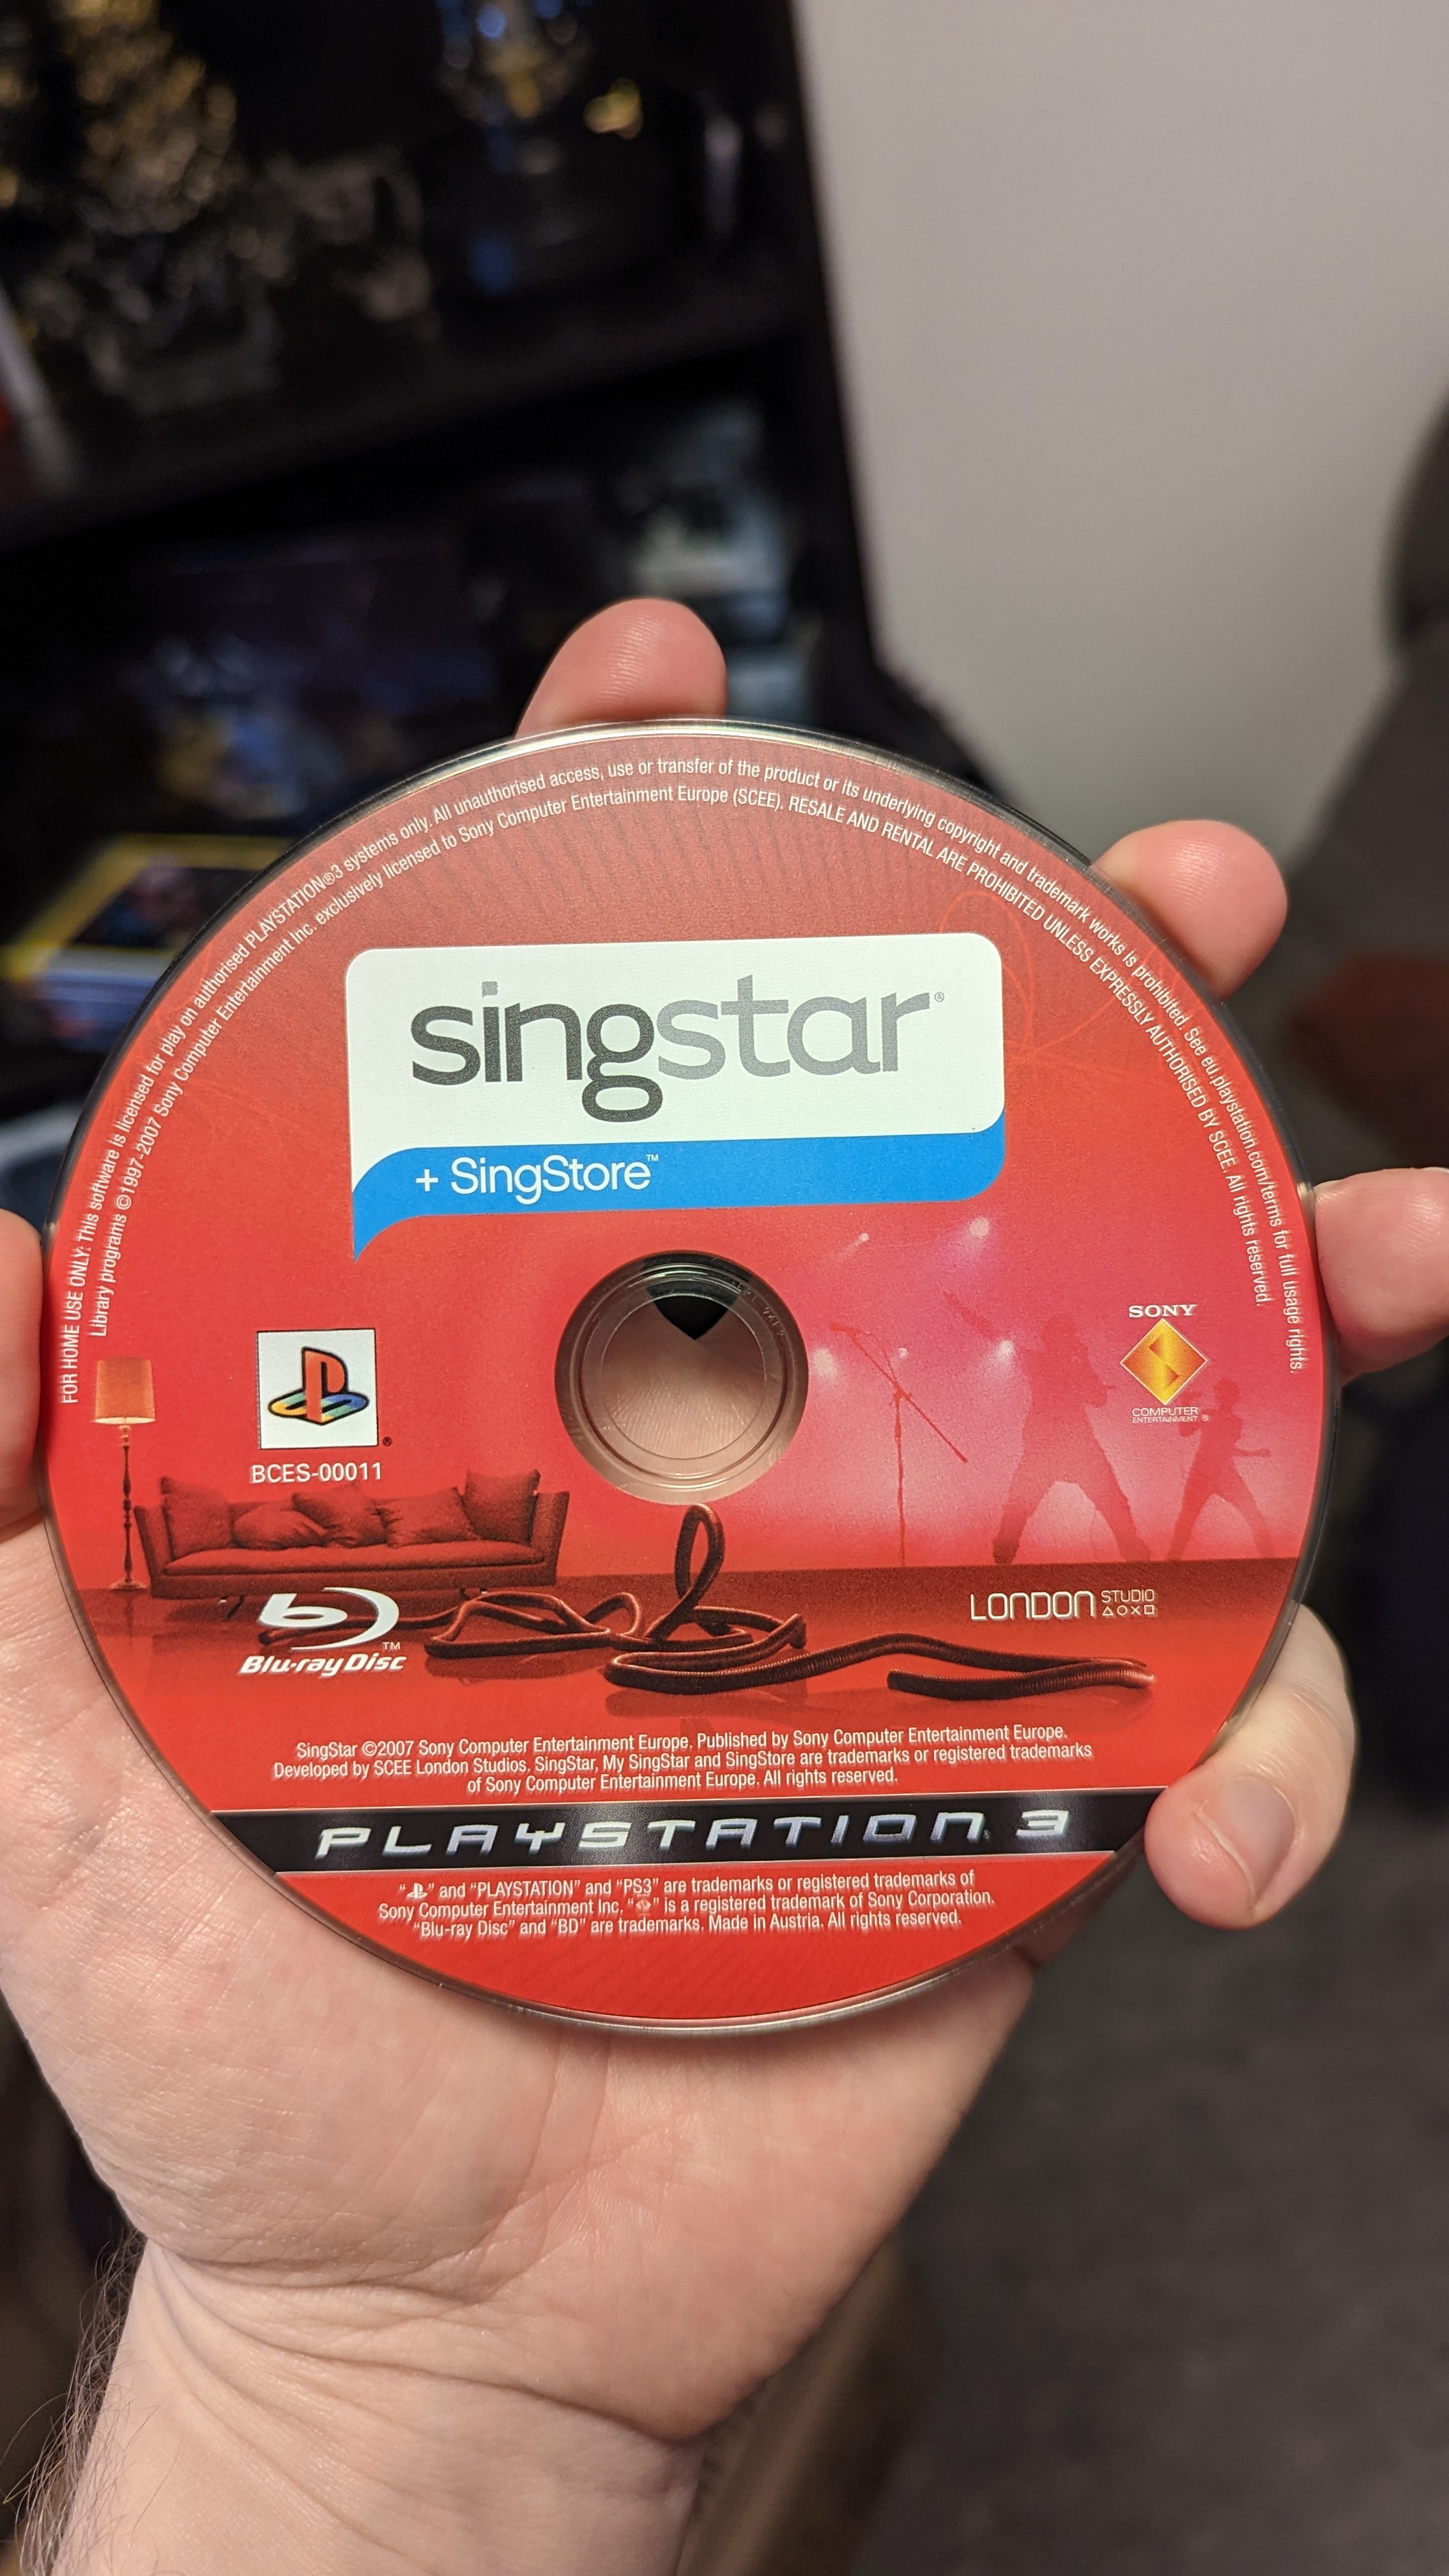 FOR HOME USE ONLY: This software is licensed for play on authorised PLAYSTATION®3 systems only. All unauthorised access, use or transfer of the product or its underlying copyright and trademark works is prohibited. See eu.playstation.com/terms for full usage rights.
Library programs ©1997-2007 Sony Computer Entertainment Inc. exclusively licensed to Sony Computer Entertainment Europe (SCEE). RESALE AND RENTAL ARE PROHIBITED UNLESS EXPRESSLY AUTHORISED BY SCEE. All rights reserved.
singstar®
+ SingStore™
SONY
COMPUTER
ENTERTAINMENT ®
®
BCES-00011
Blu-ray Disc™
LONDON STUDIO
SingStar ©2007 Sony Computer Entertainment Europe. Published by Sony Computer Entertainment Europe.
Developed by SCEE London Studios. SingStar, My SingStar and SingStore are trademarks or registered trademarks
of Sony Computer Entertainment Europe. All rights reserved.
PLAYSTATION® 3
“ ” and “PLAYSTATION” and “PS3” are trademarks or registered trademarks of
Sony Computer Entertainment Inc. “ ” is a registered trademark of Sony Corporation.
“Blu-ray Disc” and “BD” are trademarks. Made in Austria. All rights reserved.